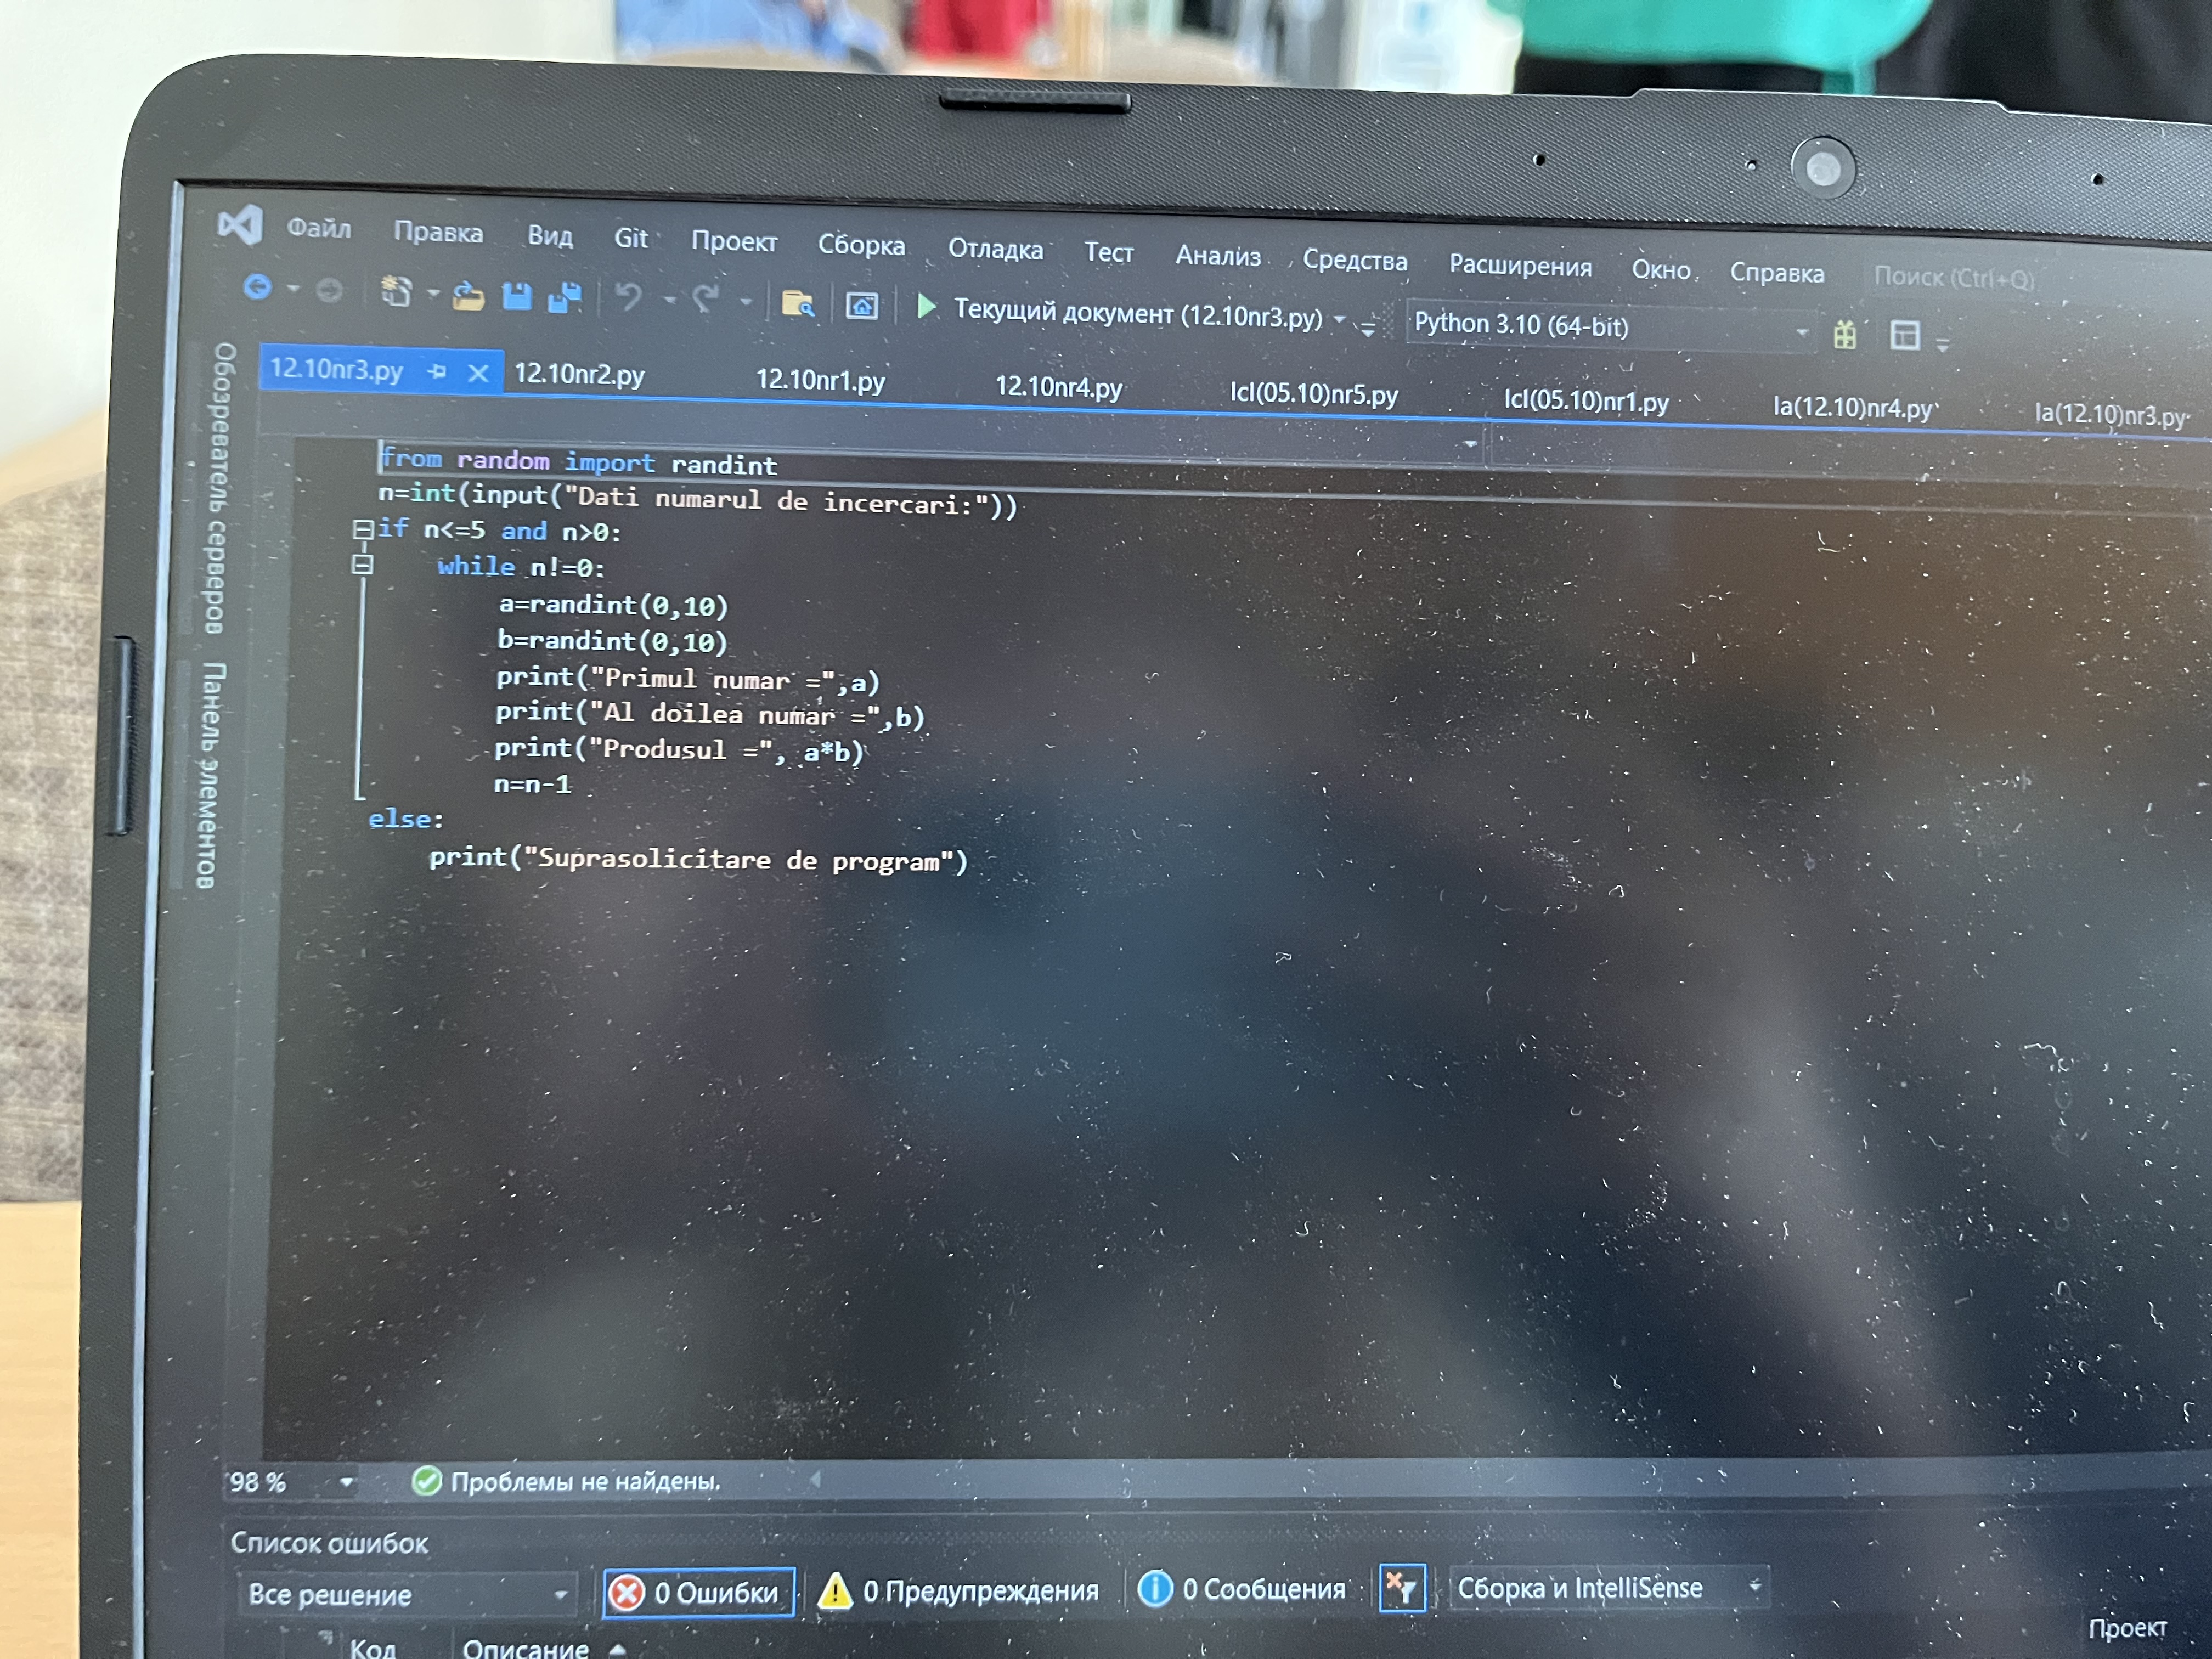 Файл Правка Вид Git Проект Сборка Отладка Тест Анализ Средства Расширения Окно Справка Поиск (Ctrl+Q)
Текущий документ (12.10nr3.py) Python 3.10 (64-bit)
12.10nr3.py 12.10nr2.py 12.10nr1.py 12.10nr4.py lcl(05.10)nr5.py lcl(05.10)nr1.py la(12.10)nr4.py la(12.10)nr3.py
Обозреватель серверов
Панель элементов
from random import randint
n=int(input("Dati numarul de incercari:"))
if n<=5 and n>0:
while n!=0:
a=randint(0,10)
b=randint(0,10)
print("Primul numar =",a)
print("Al doilea numar =",b)
print("Produsul =", a*b)
n=n-1
else:
print("Suprasolicitare de program")
98 % Проблемы не найдены.
Список ошибок
Все решение 0 Ошибки 0 Предупреждения 0 Сообщения Сборка и IntelliSense
Код Описание Проект